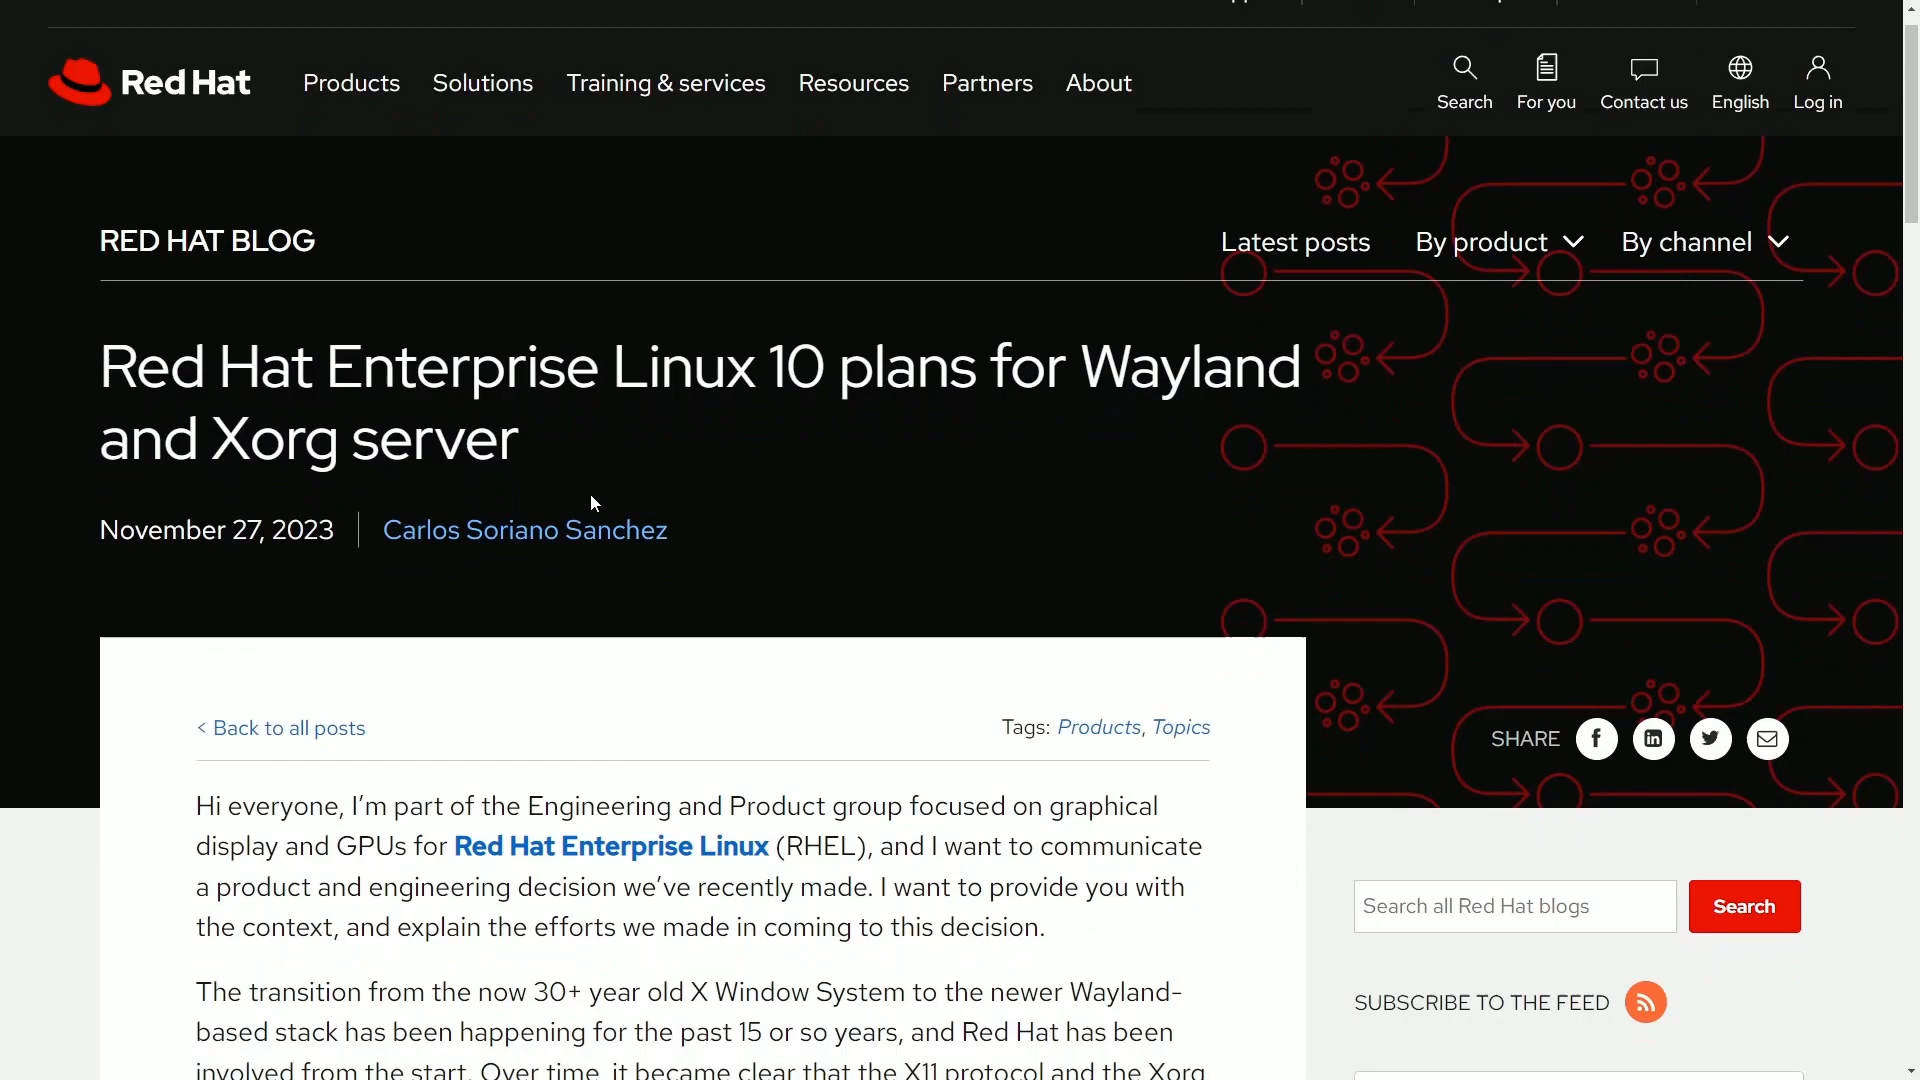 Red Hat
Products Solutions Training & services Resources Partners About
Search For you Contact us English Log in
RED HAT BLOG
Latest posts By product By channel
Red Hat Enterprise Linux 10 plans for Wayland
and Xorg server
November 27, 2023 Carlos Soriano Sanchez
< Back to all posts
Tags: Products, Topics
SHARE
Hi everyone, I’m part of the Engineering and Product group focused on graphical
display and GPUs for Red Hat Enterprise Linux (RHEL), and I want to communicate
a product and engineering decision we’ve recently made. I want to provide you with
the context, and explain the efforts we made in coming to this decision.
The transition from the now 30+ year old X Window System to the newer Wayland-
based stack has been happening for the past 15 or so years, and Red Hat has been
involved from the start. Over time, it became clear that the X11 protocol and the Xorg
Search all Red Hat blogs
Search
SUBSCRIBE TO THE FEED